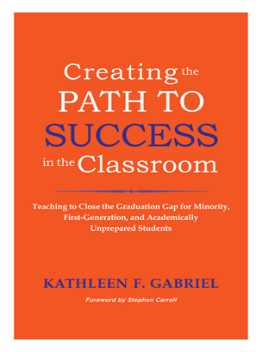 Creating the
PATH TO
SUCCESS
in the Classroom
Teaching to Close the Graduation Gap for Minority,
First-Generation, and Academically
Unprepared Students
KATHLEEN F. GABRIEL
Foreword by Stephen Carroll